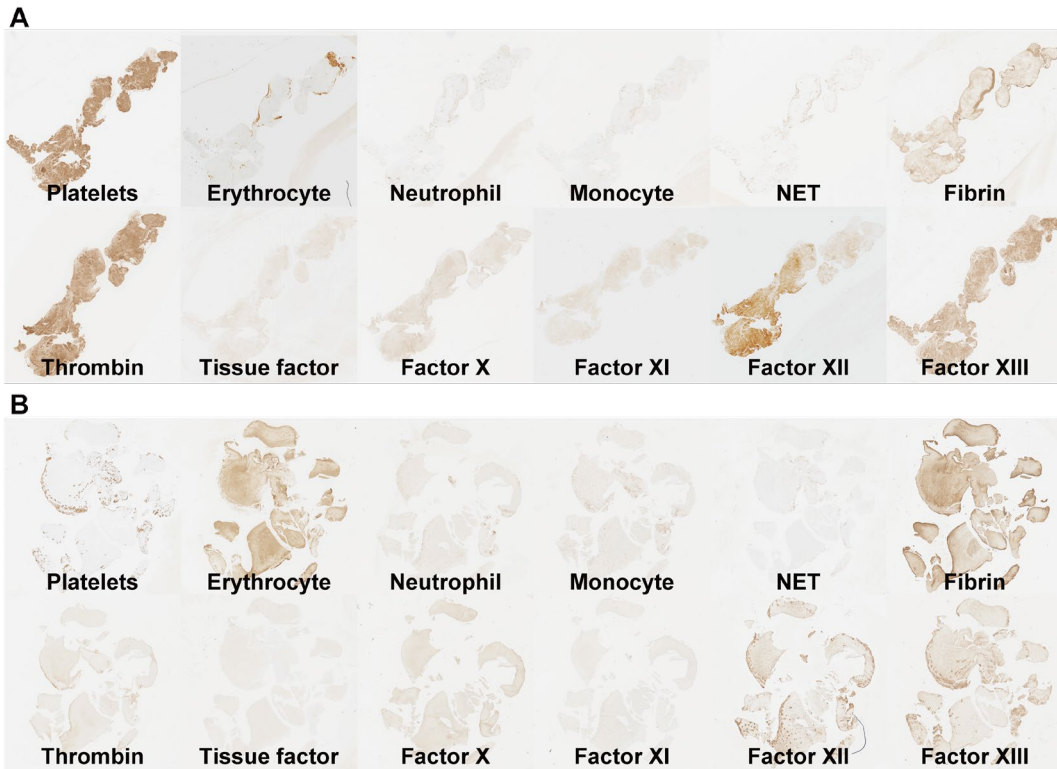 A
Platelets Erythrocyte Neutrophil Monocyte NET Fibrin
Thrombin Tissue factor Factor X Factor XI Factor XII Factor XIII
B
Platelets Erythrocyte Neutrophil Monocyte NET Fibrin
Thrombin Tissue factor Factor X Factor XI Factor XII Factor XIII